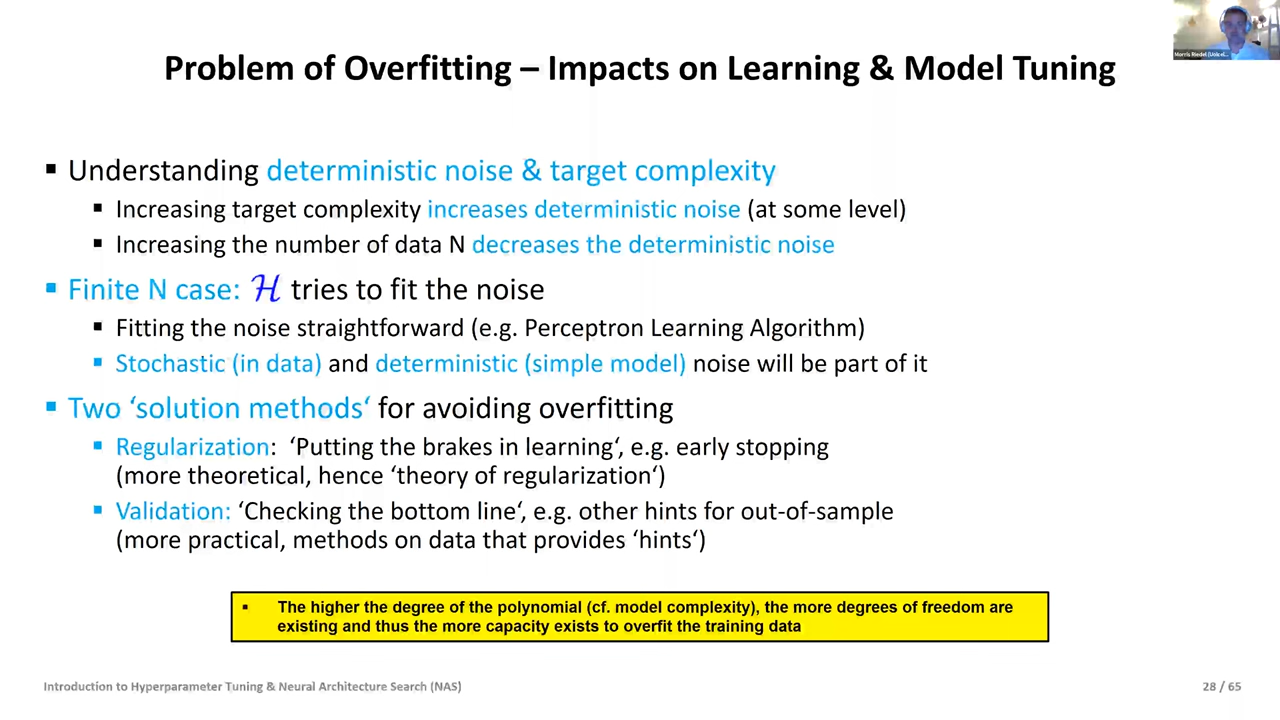 Morris Riedel (Unicel...
Problem of Overfitting – Impacts on Learning & Model Tuning
▪ Understanding deterministic noise & target complexity
▪ Increasing target complexity increases deterministic noise (at some level)
▪ Increasing the number of data N decreases the deterministic noise
▪ Finite N case: ℋ tries to fit the noise
▪ Fitting the noise straightforward (e.g. Perceptron Learning Algorithm)
▪ Stochastic (in data) and deterministic (simple model) noise will be part of it
▪ Two ‘solution methods‘ for avoiding overfitting
▪ Regularization: ‘Putting the brakes in learning‘, e.g. early stopping
(more theoretical, hence ‘theory of regularization‘)
▪ Validation: ‘Checking the bottom line‘, e.g. other hints for out-of-sample
(more practical, methods on data that provides ‘hints‘)
▪ The higher the degree of the polynomial (cf. model complexity), the more degrees of freedom are
existing and thus the more capacity exists to overfit the training data
Introduction to Hyperparameter Tuning & Neural Architecture Search (NAS)
28 / 65